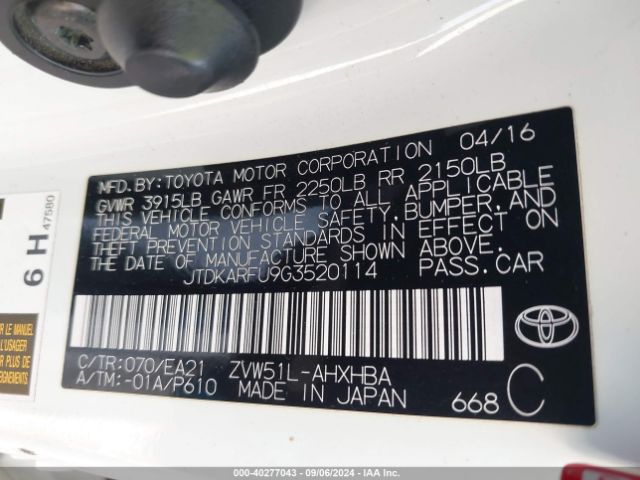 MFD.BY:TOYOTA MOTOR CORPORATION 04/16
GVWR 3915LB GAWR FR 2250LB RR 2150LB
THIS VEHICLE CONFORMS TO ALL APPLICABLE
FEDERAL MOTOR VEHICLE SAFETY,BUMPER,AND
THEFT PREVENTION STANDARDS IN EFFECT ON
THE DATE OF MANUFACTURE SHOWN ABOVE.
JTDKARFU9G3520114 PASS.CAR
C/TR:070/EA21 ZVW51L-AHXHBA
A/TM:-01A/P610 MADE IN JAPAN 668 C
TOYOTA
6 H 47580
LE MANUEL
000-40277043 - 09/06/2024 - IAA Inc.